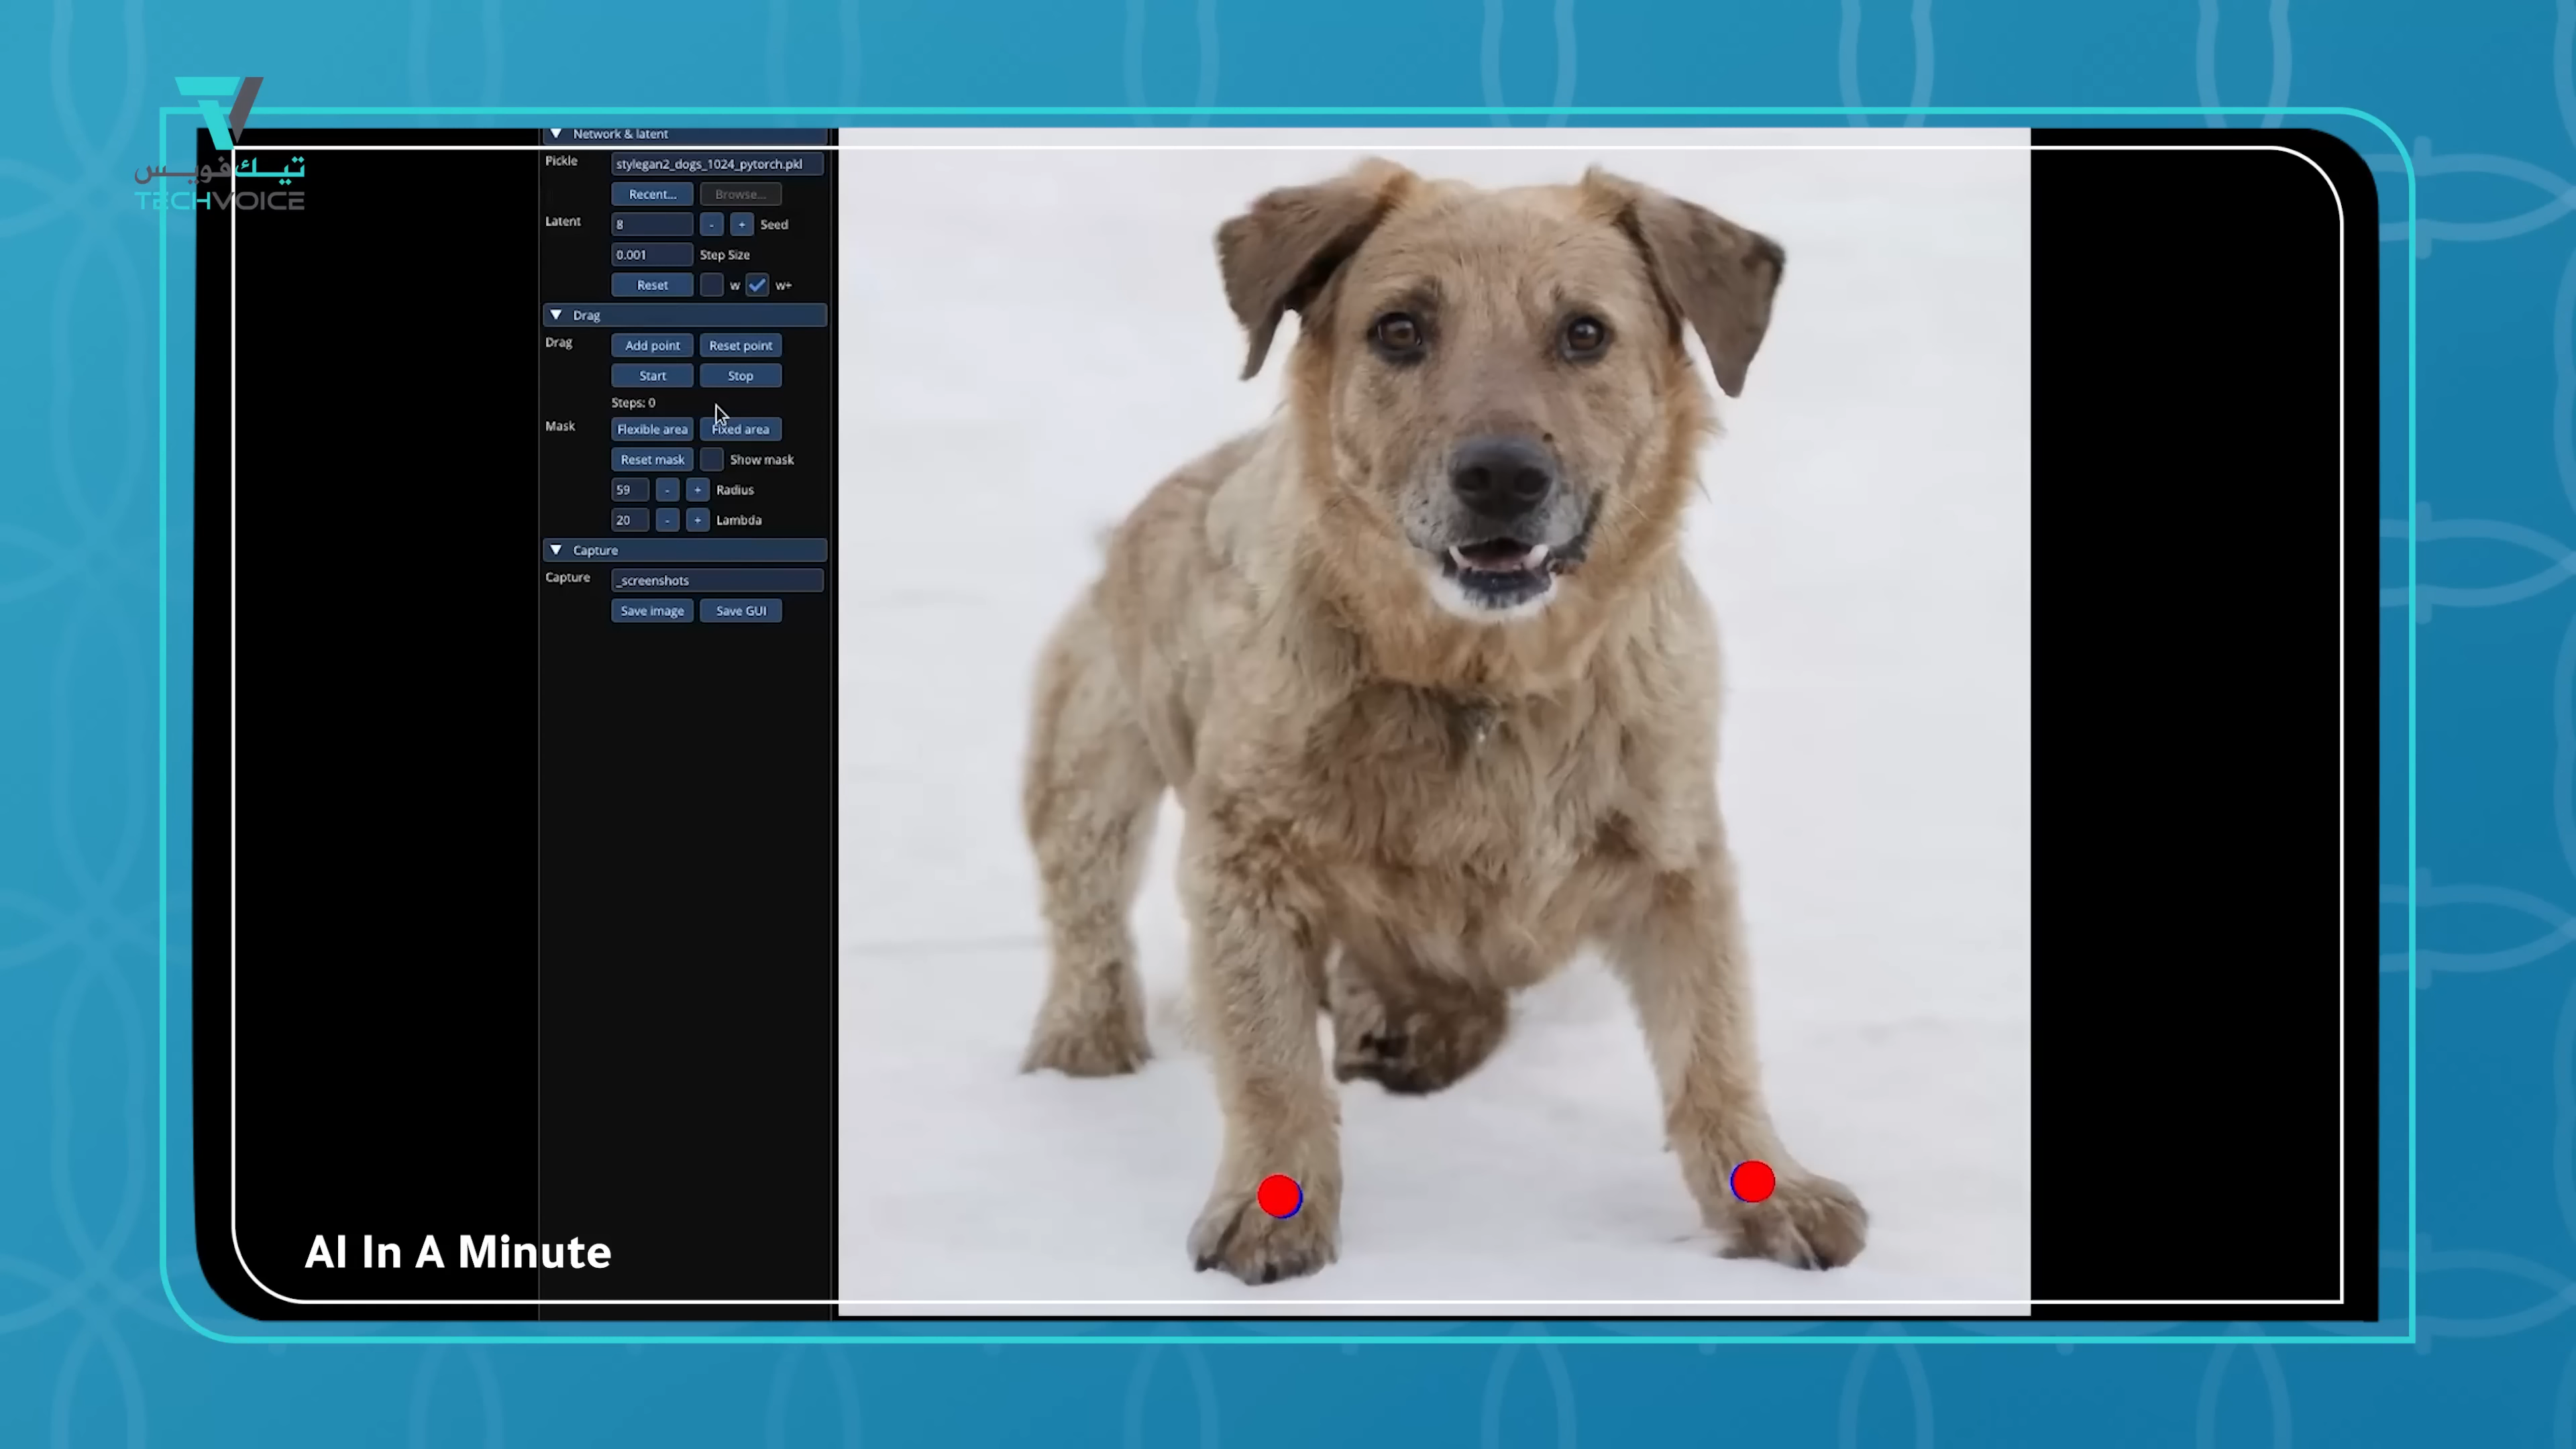 تيك فويس
TECHVOICE
Network & latent
Pickle stylegan2_dogs_1024_pytorch.pkl
Recent... Browse...
Latent 8 - + Seed
0.001 Step Size
Reset w w+
Drag
Drag Add point Reset point
Start Stop
Steps: 0
Mask Flexible area Fixed area
Reset mask Show mask
59 - + Radius
20 - + Lambda
Capture
Capture _screenshots
Save image Save GUI
AI In A Minute